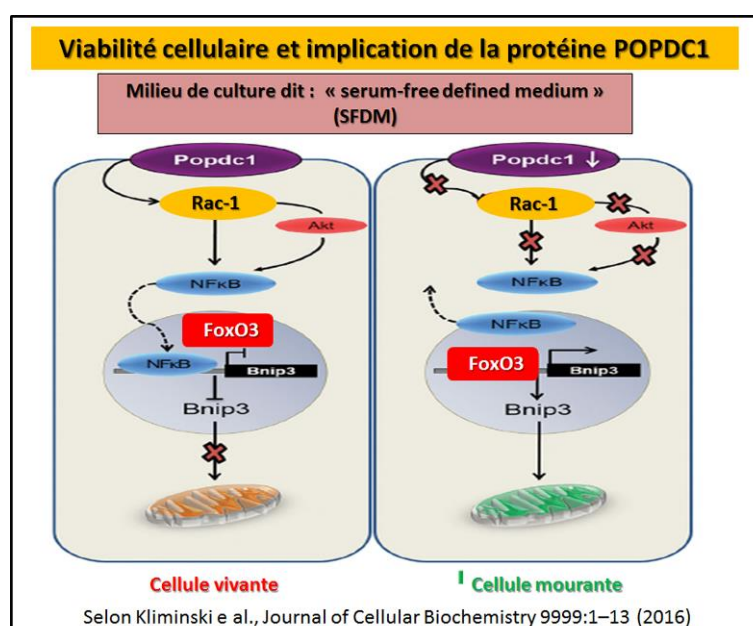 Viabilité cellulaire et implication de la protéine POPDC1
Milieu de culture dit : « serum-free defined medium »
(SFDM)
Popdc1
Rac-1
Akt
NFκB
FoxO3
NFκB
Bnip3
Bnip3
Cellule vivante
Popdc1 ↓
Rac-1
Akt
NFκB
NFκB
FoxO3
Bnip3
Bnip3
Cellule mourante
Selon Kliminski e al., Journal of Cellular Biochemistry 9999:1–13 (2016)